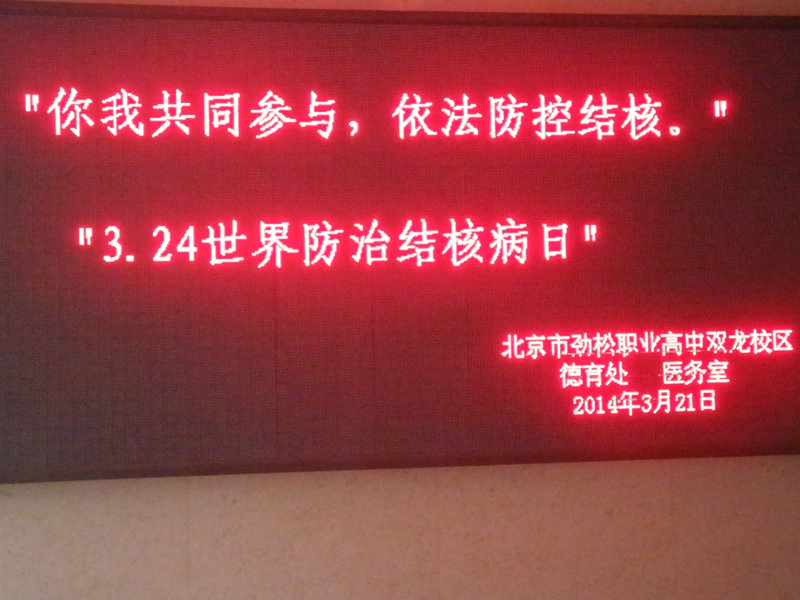 "你我共同参与，依法防控结核。"
"3.24世界防治结核病日"
北京市劲松职业高中双龙校区
德育处 医务室
2014年3月21日